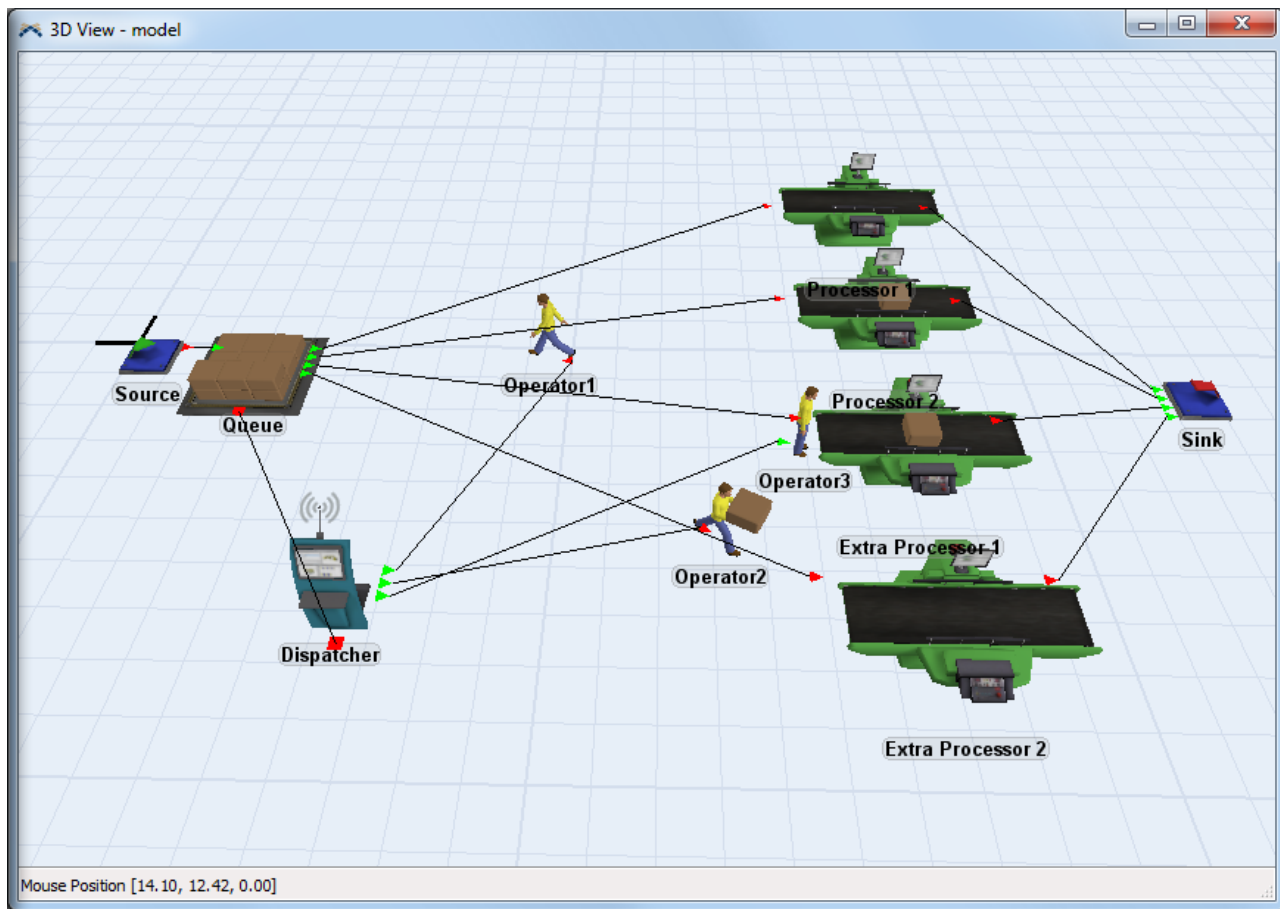 3D View - model
Processor 1
Source
Operator1
Processor 2
Queue
Sink
Operator3
Extra Processor 1
Operator2
Dispatcher
Extra Processor 2
Mouse Position [14.10, 12.42, 0.00]